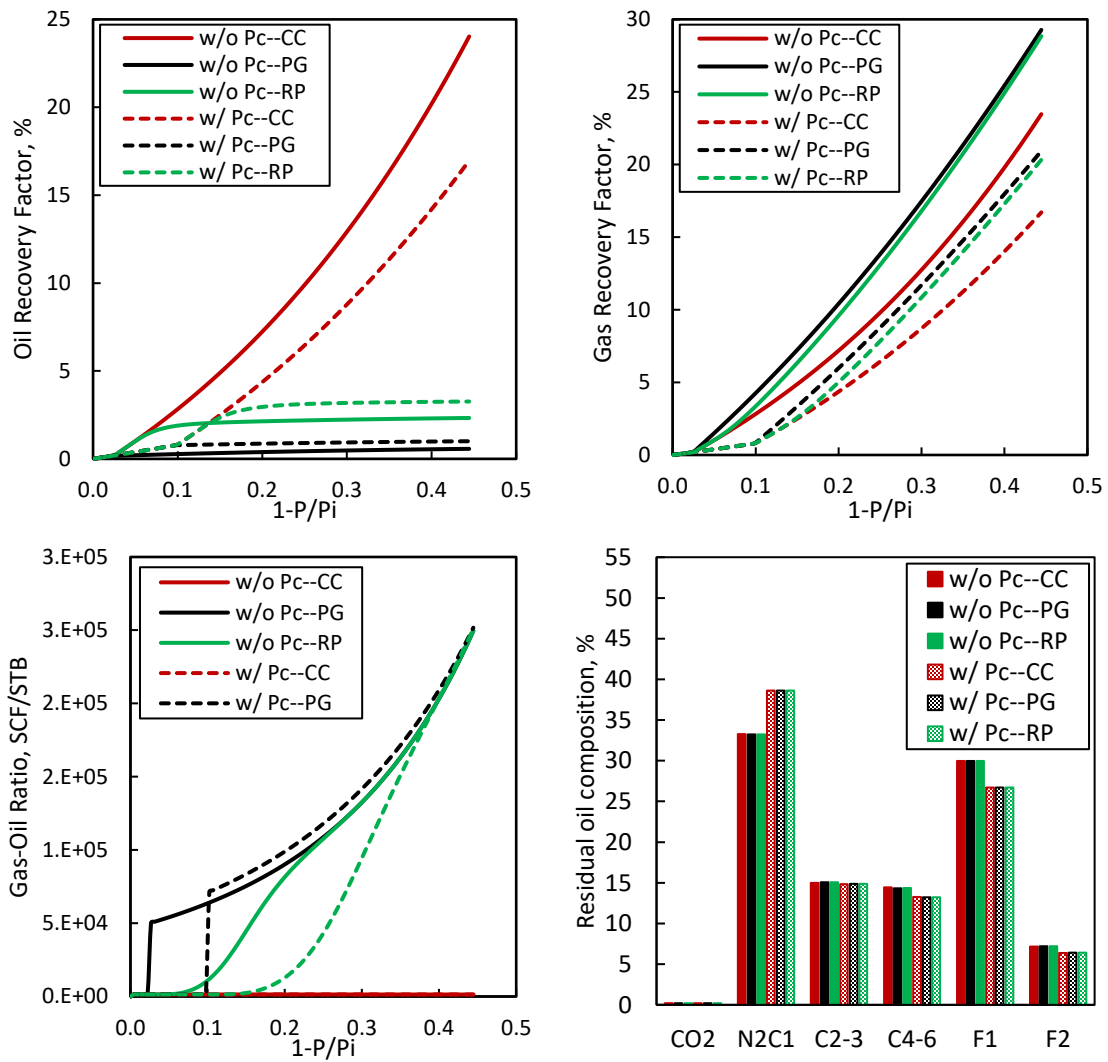 Oil Recovery Factor, %
25
20
15
10
5
0
w/o Pc--CC
w/o Pc--PG
w/o Pc--RP
w/ Pc--CC
w/ Pc--PG
w/ Pc--RP
0.0 0.1 0.2 0.3 0.4 0.5
1-P/Pi
Gas Recovery Factor, %
30
25
20
15
10
5
0
w/o Pc--CC
w/o Pc--PG
w/o Pc--RP
w/ Pc--CC
w/ Pc--PG
w/ Pc--RP
0.0 0.1 0.2 0.3 0.4 0.5
1-P/Pi
Gas-Oil Ratio, SCF/STB
3.E+05
3.E+05
2.E+05
2.E+05
1.E+05
5.E+04
0.E+00
w/o Pc--CC
w/o Pc--PG
w/o Pc--RP
w/ Pc--CC
w/ Pc--PG
0.0 0.1 0.2 0.3 0.4 0.5
1-P/Pi
Residual oil composition, %
55
50
45
40
35
30
25
20
15
10
5
0
w/o Pc--CC
w/o Pc--PG
w/o Pc--RP
w/ Pc--CC
w/ Pc--PG
w/ Pc--RP
CO2 N2C1 C2-3 C4-6 F1 F2